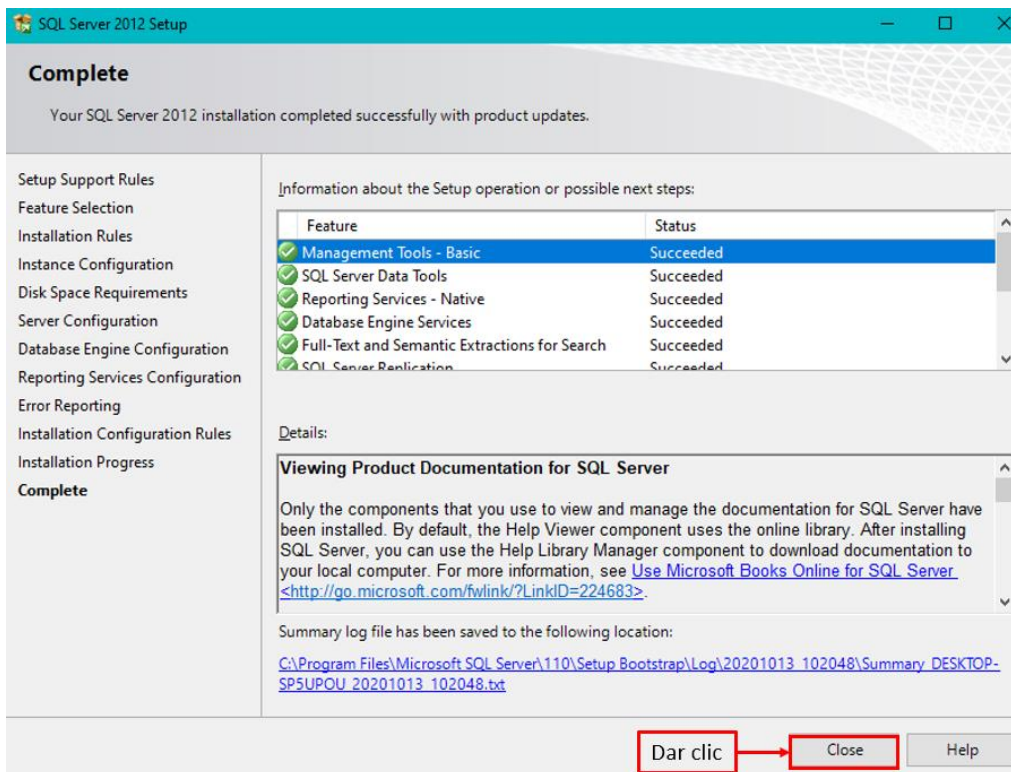 SQL Server 2012 Setup
Complete
Your SQL Server 2012 installation completed successfully with product updates.
Setup Support Rules
Feature Selection
Installation Rules
Instance Configuration
Disk Space Requirements
Server Configuration
Database Engine Configuration
Reporting Services Configuration
Error Reporting
Installation Configuration Rules
Installation Progress
Complete
Information about the Setup operation or possible next steps:
Feature Status
Management Tools - Basic Succeeded
SQL Server Data Tools Succeeded
Reporting Services - Native Succeeded
Database Engine Services Succeeded
Full-Text and Semantic Extractions for Search Succeeded
SQL Server Replication Succeeded
Details:
Viewing Product Documentation for SQL Server
Only the components that you use to view and manage the documentation for SQL Server have
been installed. By default, the Help Viewer component uses the online library. After installing
SQL Server, you can use the Help Library Manager component to download documentation to
your local computer. For more information, see Use Microsoft Books Online for SQL Server
<http://go.microsoft.com/fwlink/?LinkID=224683>.
Summary log file has been saved to the following location:
C:\Program Files\Microsoft SQL Server\110\Setup Bootstrap\Log\20201013_102048\Summary_DESKTOP-
SP5UPOU_20201013_102048.txt
Dar clic Close Help